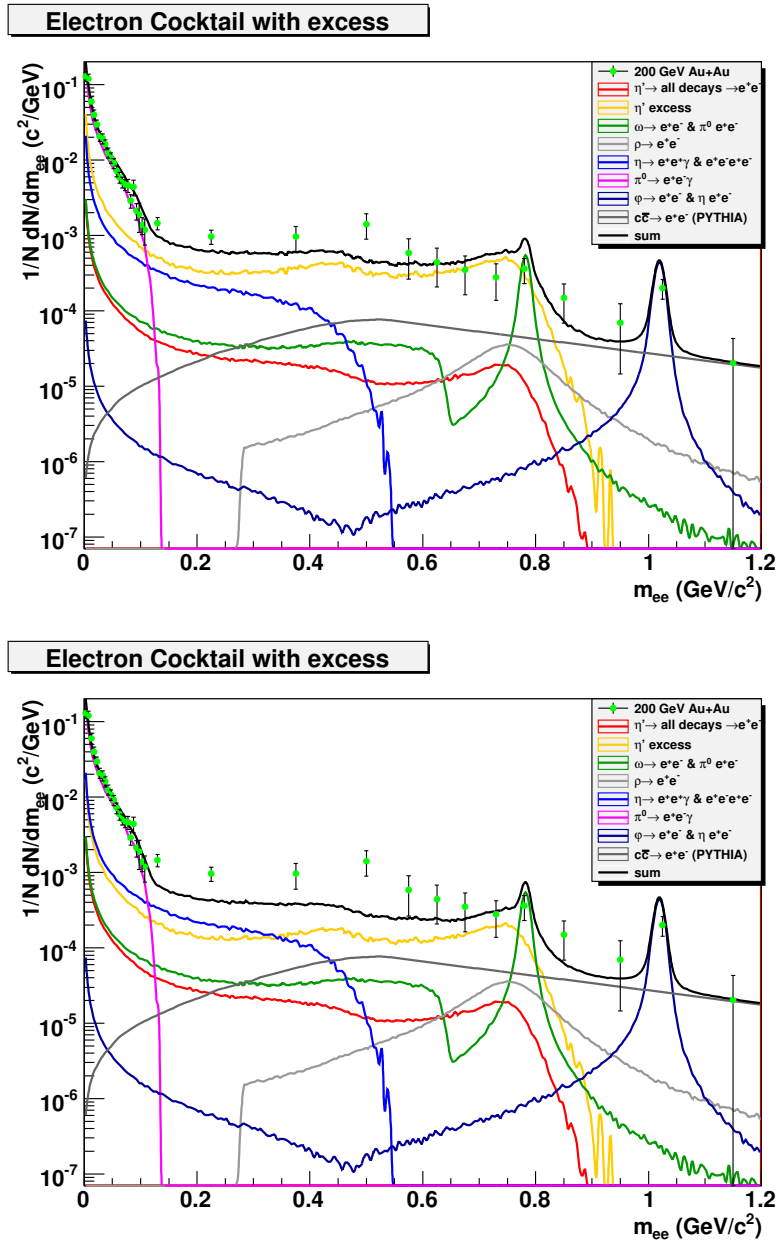 Electron Cocktail with excess
1/N dN/dm_ee (c²/GeV)
10⁻¹
10⁻²
10⁻³
10⁻⁴
10⁻⁵
10⁻⁶
10⁻⁷
200 GeV Au+Au
η'→ all decays →e⁺e⁻
η' excess
ω→ e⁺e⁻ & π⁰ e⁺e⁻
ρ→ e⁺e⁻
η→ e⁺e⁺γ & e⁺e⁻e⁺e⁻
π⁰→ e⁺e⁻γ
φ→ e⁺e⁻ & η e⁺e⁻
cc̅→ e⁺e⁻ (PYTHIA)
sum
0 0.2 0.4 0.6 0.8 1 1.2
m_ee (GeV/c²)
Electron Cocktail with excess
1/N dN/dm_ee (c²/GeV)
10⁻¹
10⁻²
10⁻³
10⁻⁴
10⁻⁵
10⁻⁶
10⁻⁷
200 GeV Au+Au
η'→ all decays →e⁺e⁻
η' excess
ω→ e⁺e⁻ & π⁰ e⁺e⁻
ρ→ e⁺e⁻
η→ e⁺e⁺γ & e⁺e⁻e⁺e⁻
π⁰→ e⁺e⁻γ
φ→ e⁺e⁻ & η e⁺e⁻
cc̅→ e⁺e⁻ (PYTHIA)
sum
0 0.2 0.4 0.6 0.8 1 1.2
m_ee (GeV/c²)